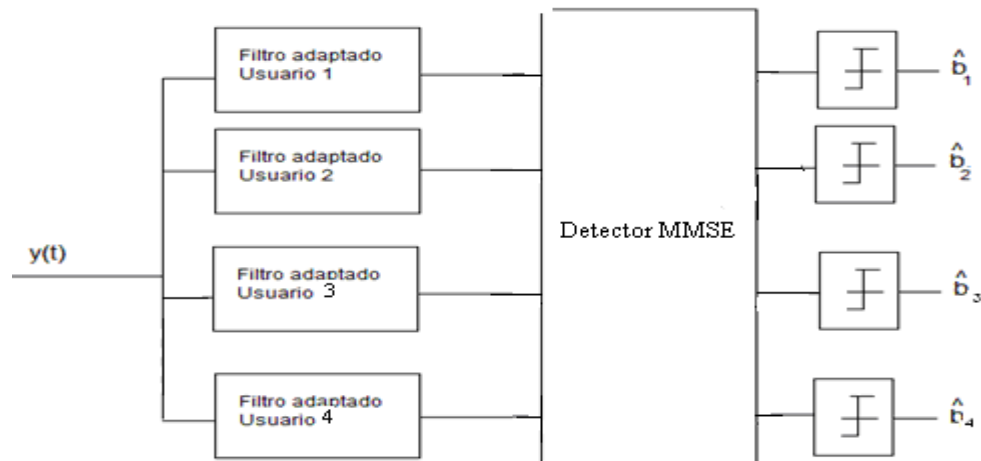 Filtro adaptado
Usuario 1
b̂1
Filtro adaptado
Usuario 2
b̂2
Detector MMSE
y(t)
Filtro adaptado
Usuario 3
b̂3
Filtro adaptado
Usuario 4
b̂4